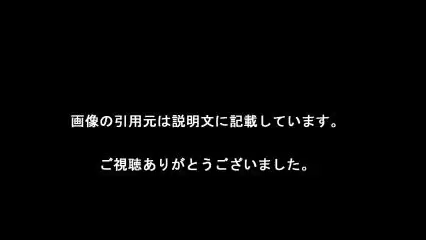 画像の引用元は説明文に記載しています。
ご視聴ありがとうございました。